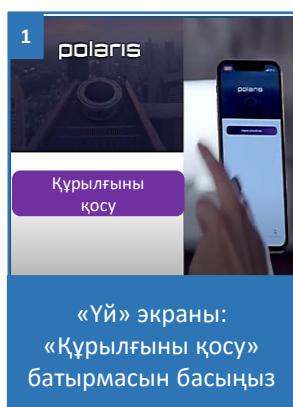 1
polaris
polaris
Құрылғыны
қосу
«Үй» экраны:
«Құрылғыны қосу»
батырмасын басыңыз